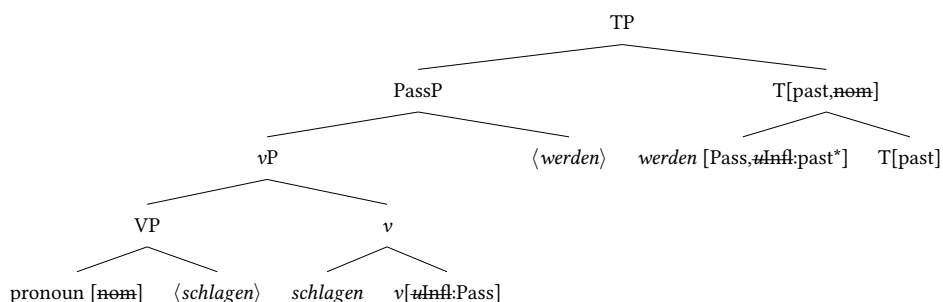 TP
PassP T[past,nom]
vP ⟨werden⟩ werden [Pass,uInfl:past*] T[past]
VP v
pronoun [nom] ⟨schlagen⟩ schlagen v[uInfl:Pass]